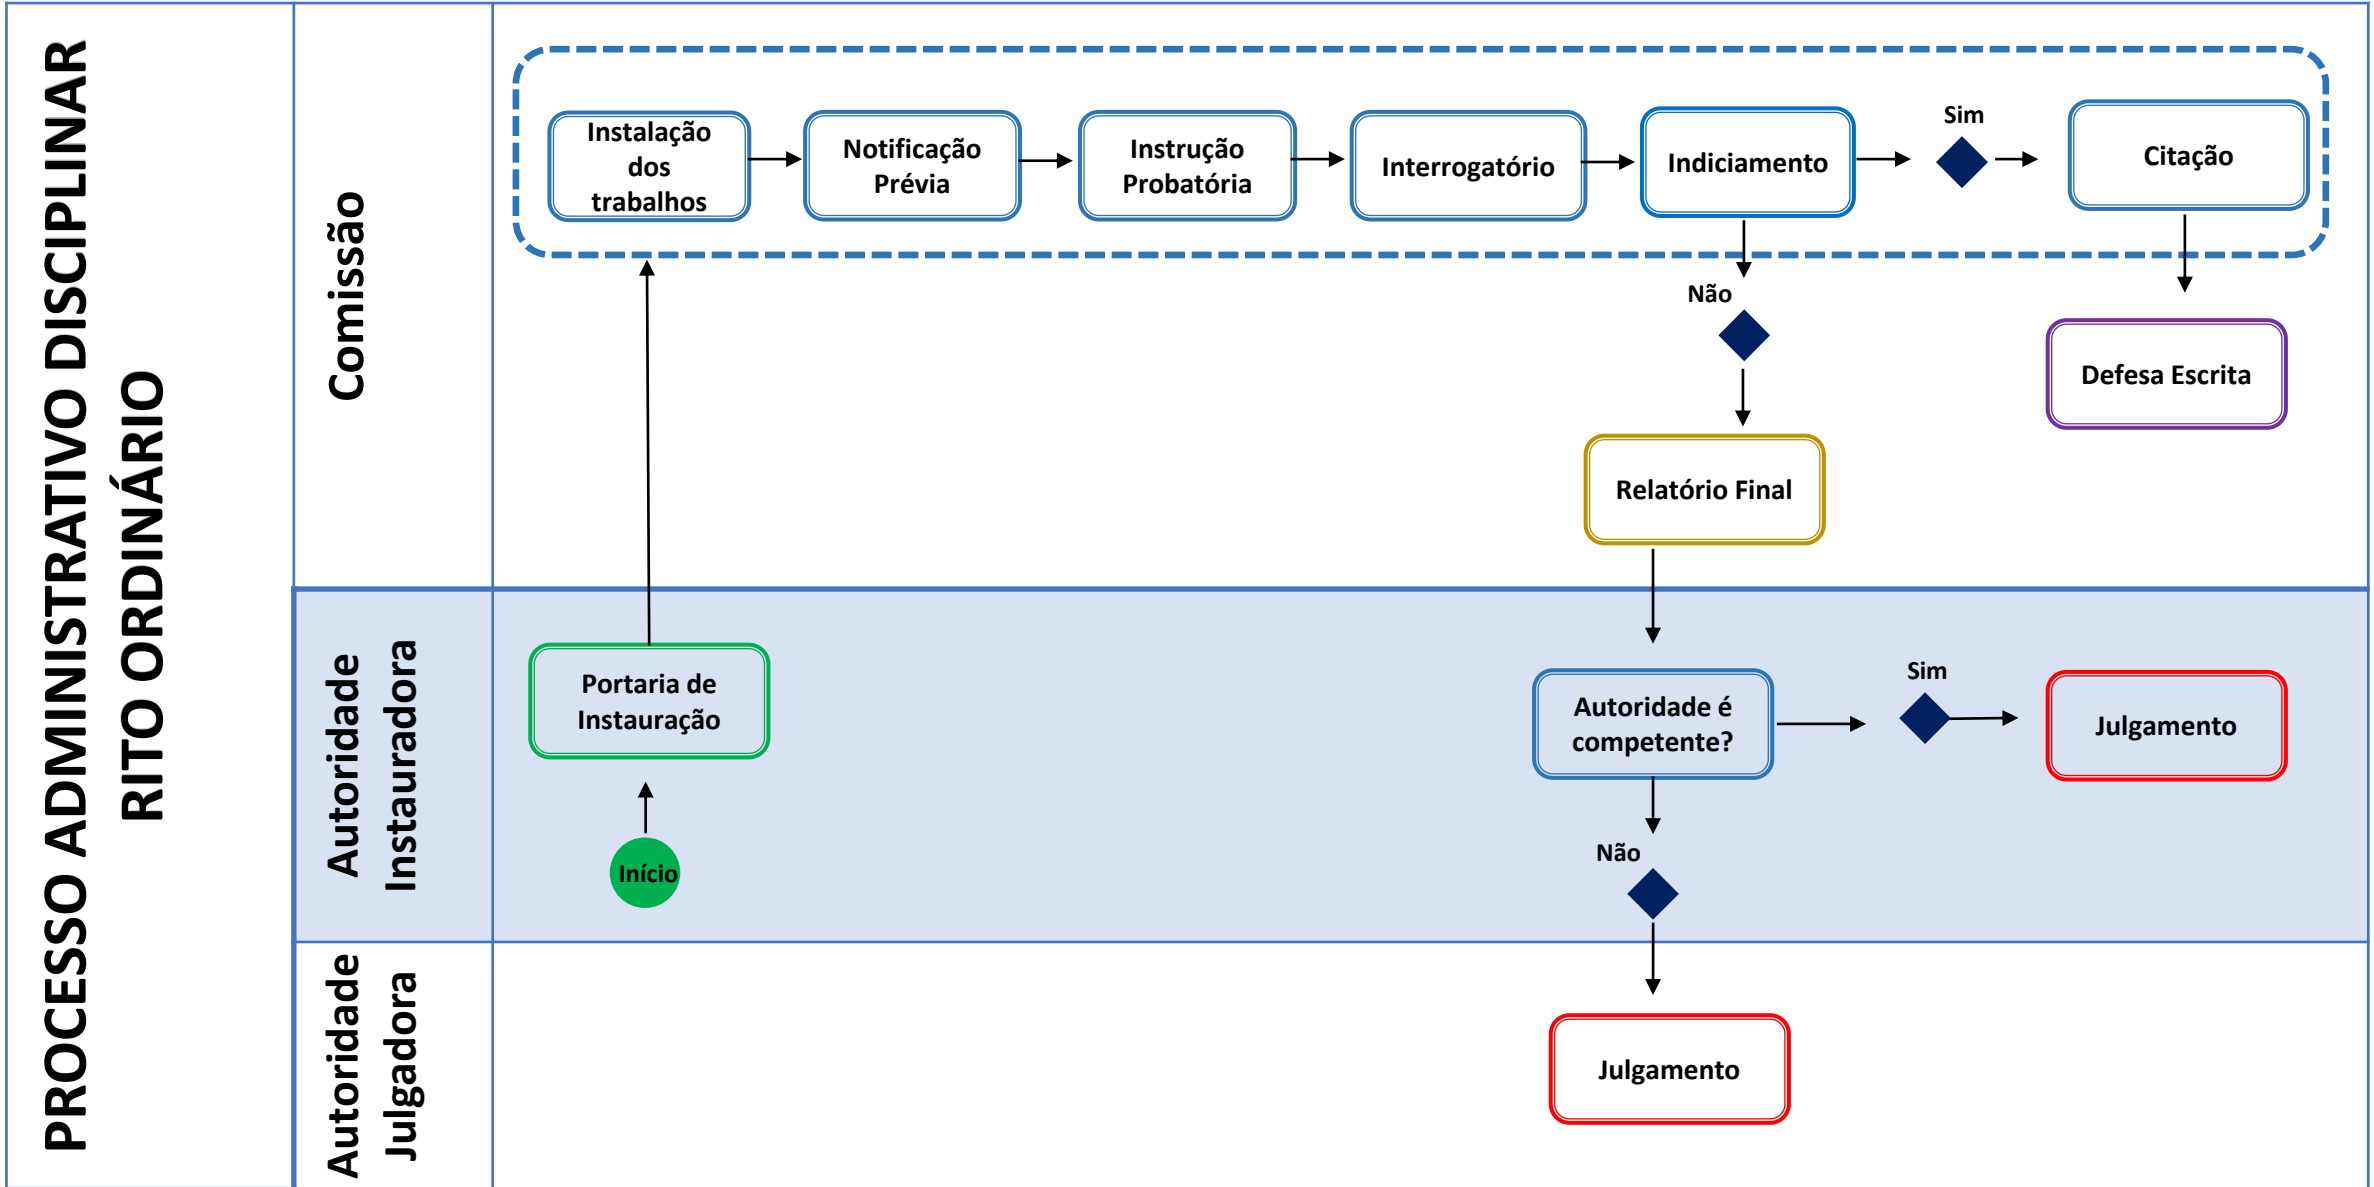 PROCESSO ADMINISTRATIVO DISCIPLINAR
RITO ORDINÁRIO
Comissão
Instalação
dos
trabalhos
Notificação
Prévia
Instrução
Probatória
Interrogatório
Indiciamento
Sim
Citação
Não
Defesa Escrita
Relatório Final
Autoridade
Instauradora
Portaria de
Instauração
Início
Autoridade é
competente?
Sim
Julgamento
Não
Autoridade
Julgadora
Julgamento